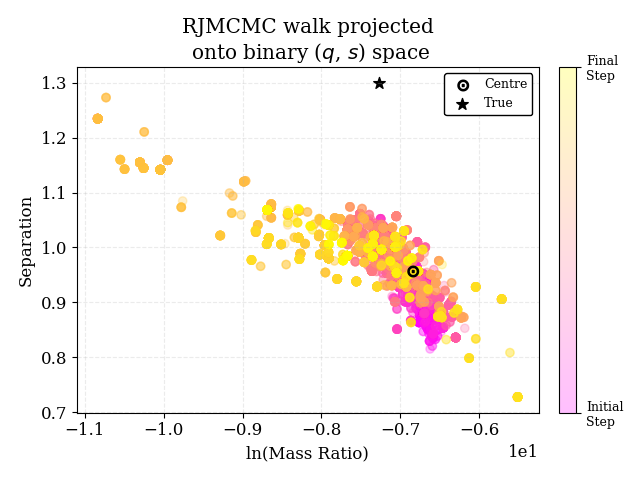 RJMCMC walk projected
onto binary (q, s) space
Final
Step
Centre
True
1.3
1.2
1.1
1.0
0.9
0.8
0.7
Separation
Initial
Step
−1.1
−1.0
−0.9
−0.8
−0.7
−0.6
1e1
ln(Mass Ratio)